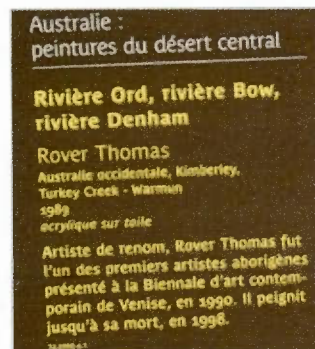 Australie :
peintures du désert central
Rivière Ord, rivière Bow,
rivière Denham
Rover Thomas
Australie occidentale, Kimberley,
Turkey Creek - Warmun
1989
acrylique sur toile
Artiste de renom, Rover Thomas fut
l'un des premiers artistes aborigènes
présenté à la Biennale d'art contem-
porain de Venise, en 1990. Il peignit
jusqu'à sa mort, en 1998.